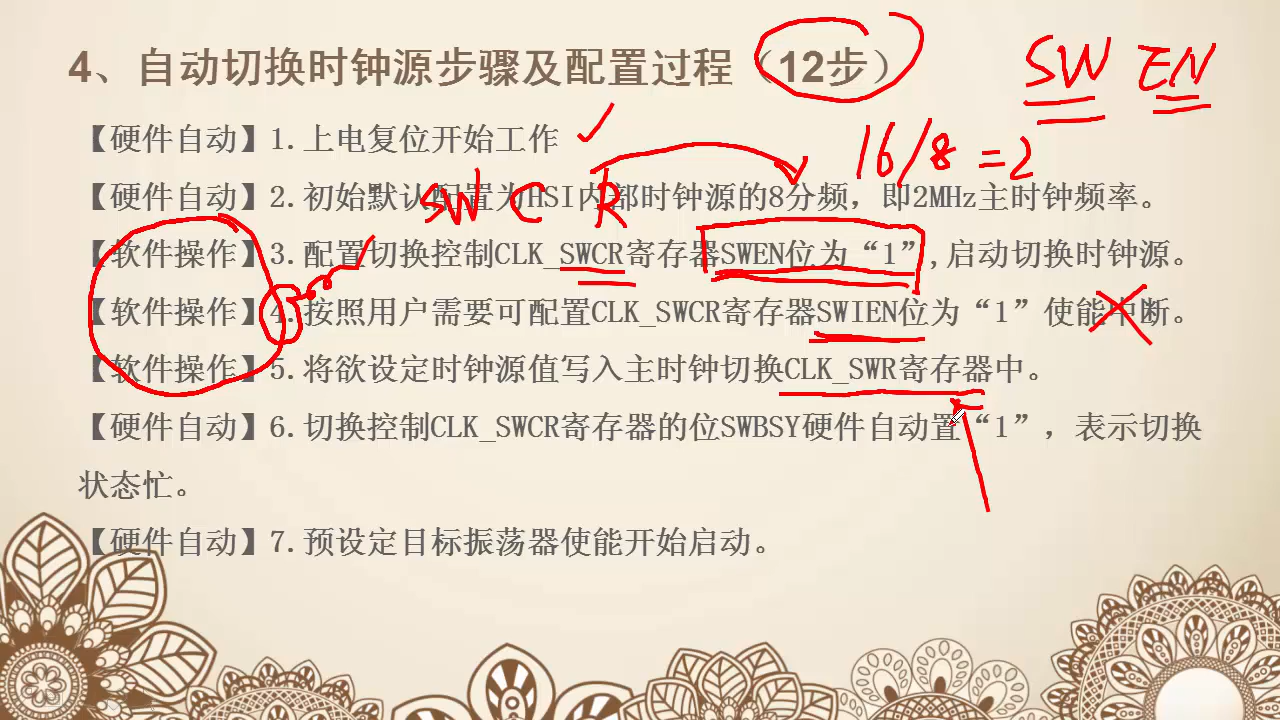 4、自动切换时钟源步骤及配置过程（12步）
SW EN
【硬件自动】1.上电复位开始工作
16/8=2
【硬件自动】2.初始默认配置为HSI内部时钟源的8分频，即2MHz主时钟频率。
SWCR
【软件操作】3.配置切换控制CLK_SWCR寄存器SWEN位为“1”,启动切换时钟源。
【软件操作】4.按照用户需要可配置CLK_SWCR寄存器SWIEN位为“1”使能中断。
【软件操作】5.将欲设定时钟源值写入主时钟切换CLK_SWR寄存器中。
【硬件自动】6.切换控制CLK_SWCR寄存器的位SWBSY硬件自动置“1”，表示切换
状态忙。
【硬件自动】7.预设定目标振荡器使能开始启动。